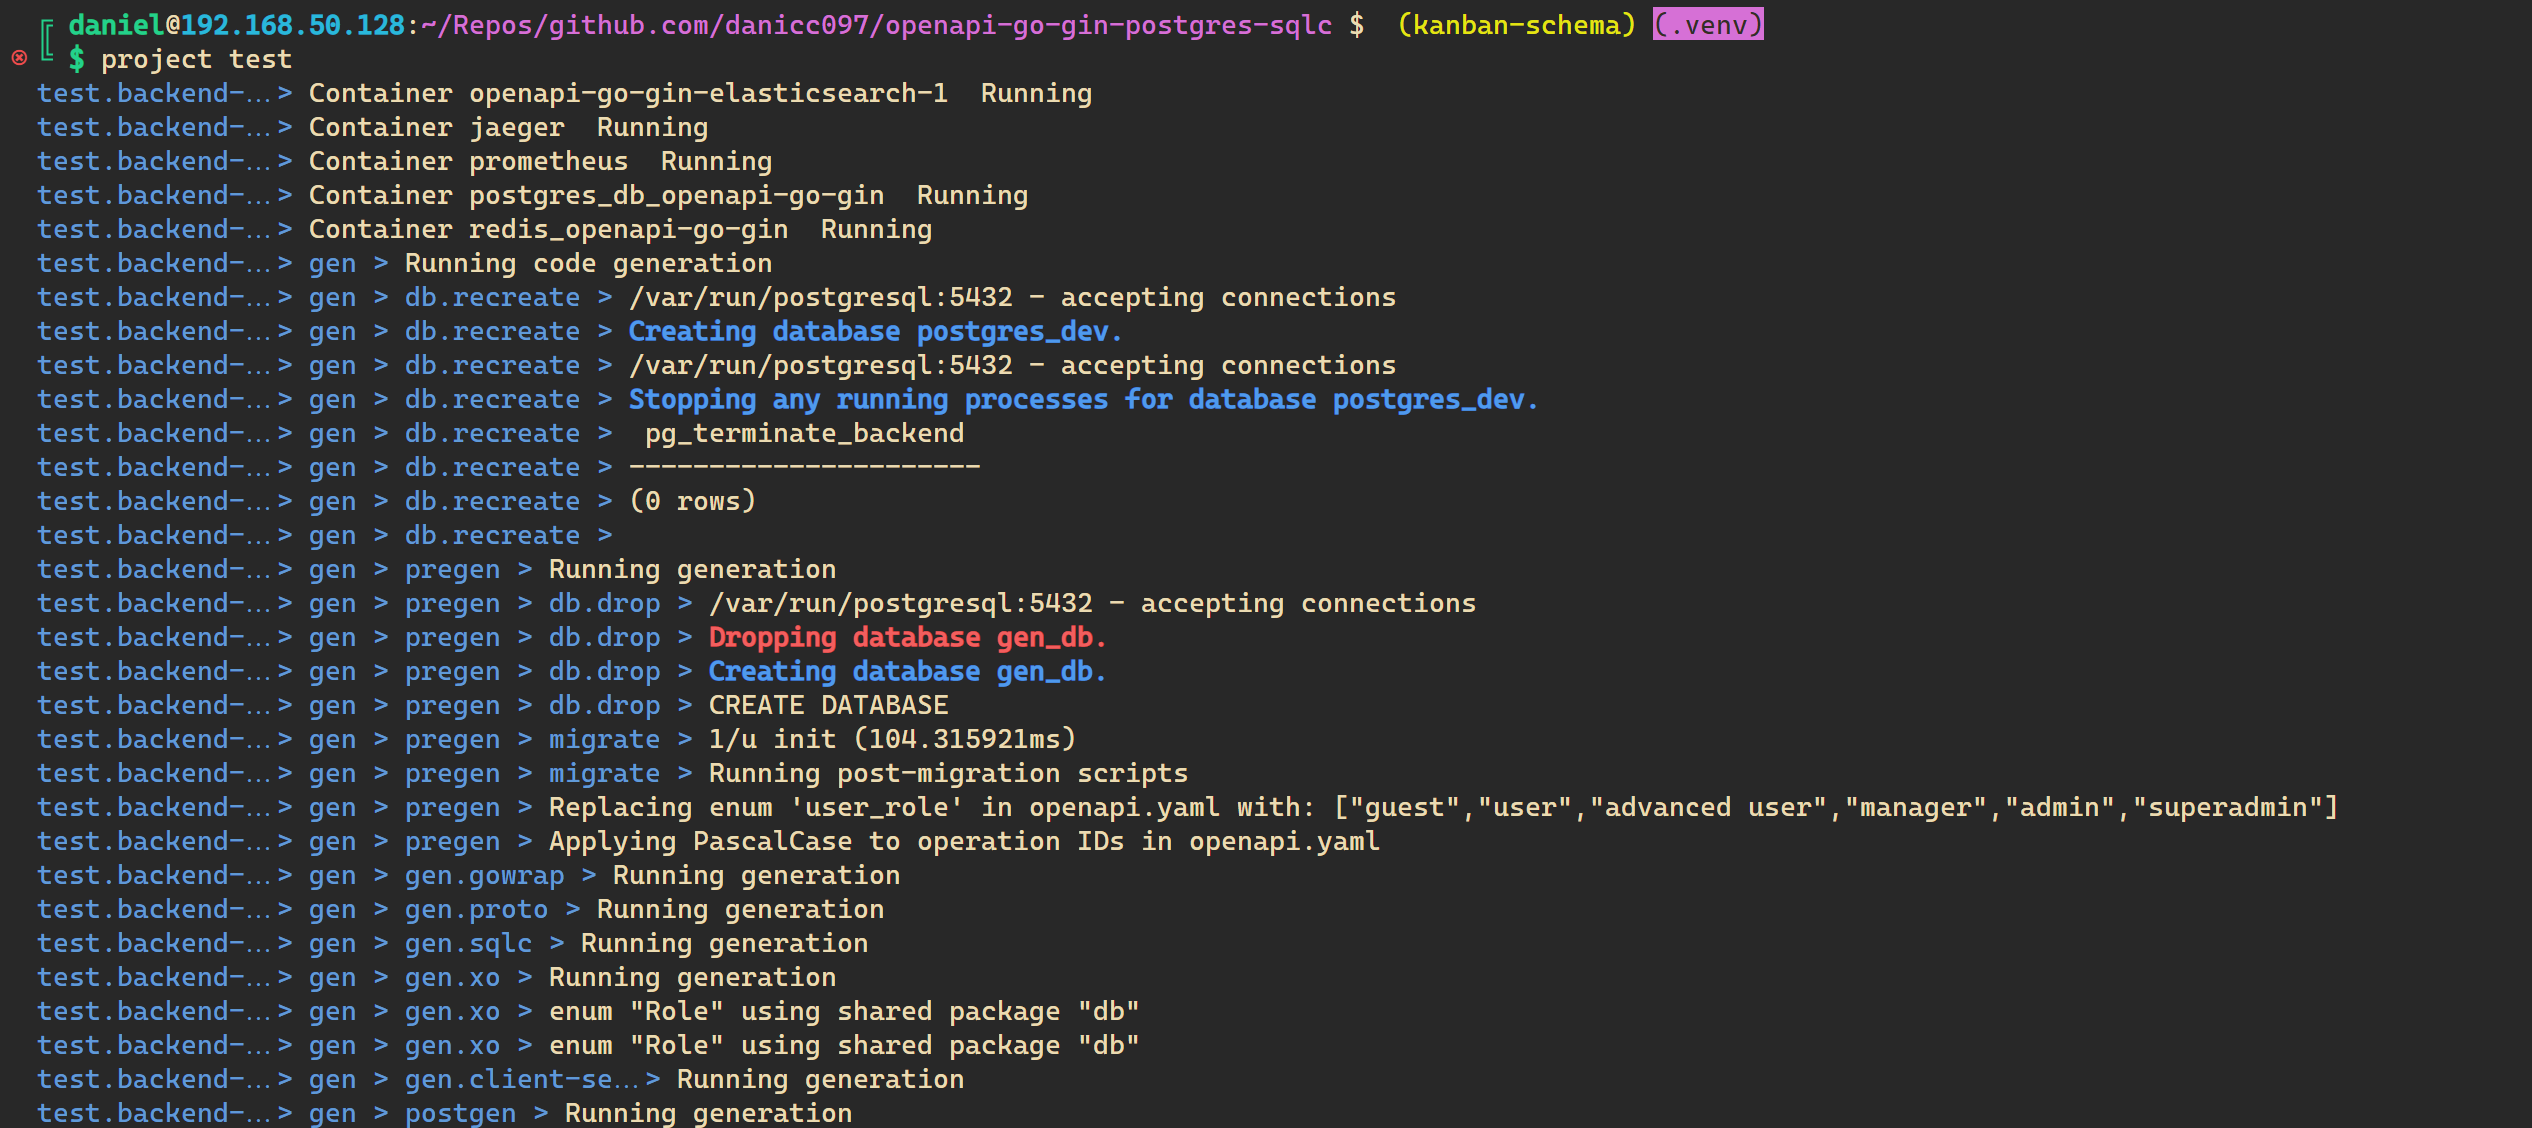 daniel@192.168.50.128:~/Repos/github.com/danicc097/openapi-go-gin-postgres-sqlc $  (kanban-schema) (.venv)
$ project test
test.backend-…> Container openapi-go-gin-elasticsearch-1  Running
test.backend-…> Container jaeger  Running
test.backend-…> Container prometheus  Running
test.backend-…> Container postgres_db_openapi-go-gin  Running
test.backend-…> Container redis_openapi-go-gin  Running
test.backend-…> gen > Running code generation
test.backend-…> gen > db.recreate > /var/run/postgresql:5432 - accepting connections
test.backend-…> gen > db.recreate > Creating database postgres_dev.
test.backend-…> gen > db.recreate > /var/run/postgresql:5432 - accepting connections
test.backend-…> gen > db.recreate > Stopping any running processes for database postgres_dev.
test.backend-…> gen > db.recreate >  pg_terminate_backend
test.backend-…> gen > db.recreate > ----------------------
test.backend-…> gen > db.recreate > (0 rows)
test.backend-…> gen > db.recreate >
test.backend-…> gen > pregen > Running generation
test.backend-…> gen > pregen > db.drop > /var/run/postgresql:5432 - accepting connections
test.backend-…> gen > pregen > db.drop > Dropping database gen_db.
test.backend-…> gen > pregen > db.drop > Creating database gen_db.
test.backend-…> gen > pregen > db.drop > CREATE DATABASE
test.backend-…> gen > pregen > migrate > 1/u init (104.315921ms)
test.backend-…> gen > pregen > migrate > Running post-migration scripts
test.backend-…> gen > pregen > Replacing enum 'user_role' in openapi.yaml with: ["guest","user","advanced user","manager","admin","superadmin"]
test.backend-…> gen > pregen > Applying PascalCase to operation IDs in openapi.yaml
test.backend-…> gen > gen.gowrap > Running generation
test.backend-…> gen > gen.proto > Running generation
test.backend-…> gen > gen.sqlc > Running generation
test.backend-…> gen > gen.xo > Running generation
test.backend-…> gen > gen.xo > enum "Role" using shared package "db"
test.backend-…> gen > gen.xo > enum "Role" using shared package "db"
test.backend-…> gen > gen.client-se…> Running generation
test.backend-…> gen > postgen > Running generation